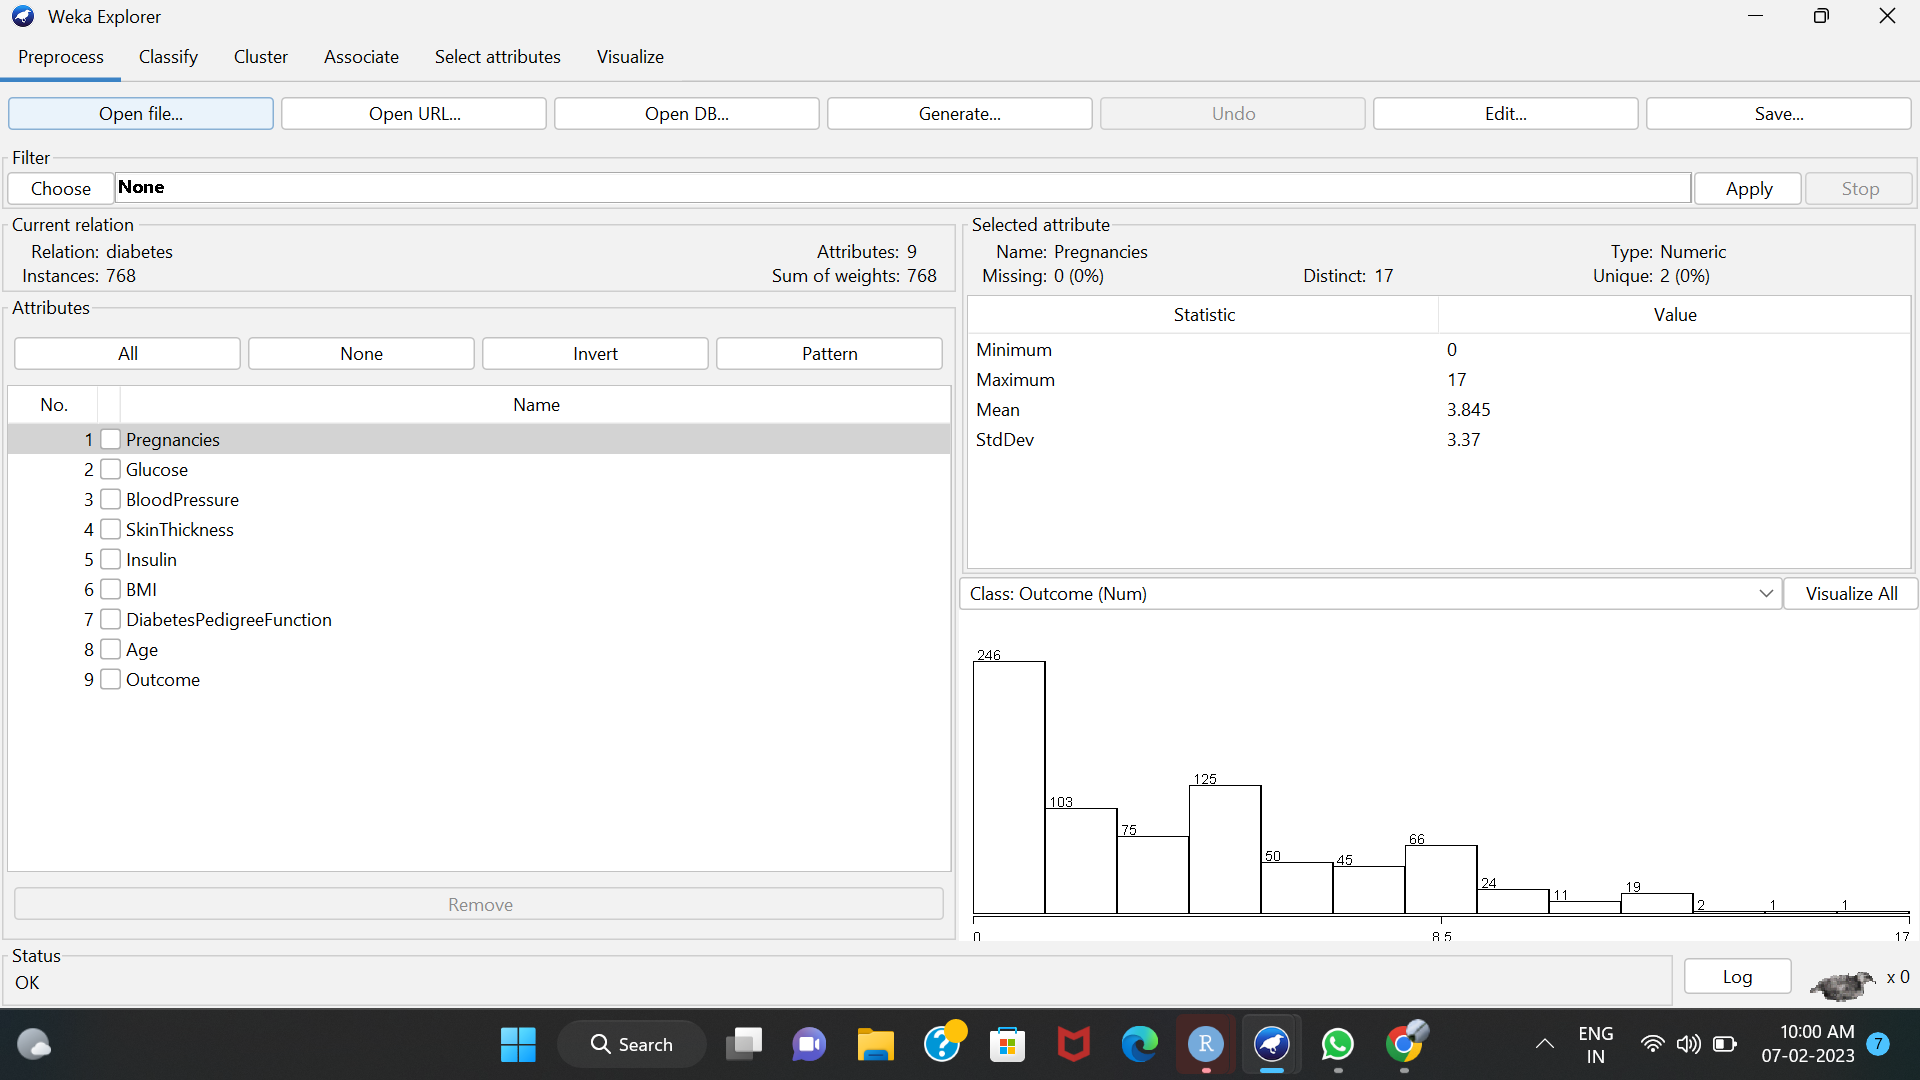 Weka Explorer
Preprocess Classify Cluster Associate Select attributes Visualize
Open file... Open URL... Open DB... Generate... Undo Edit... Save...
Filter
Choose None Apply Stop
Current relation
Relation: diabetes Attributes: 9
Instances: 768 Sum of weights: 768
Attributes
All None Invert Pattern
No. Name
1 Pregnancies
2 Glucose
3 BloodPressure
4 SkinThickness
5 Insulin
6 BMI
7 DiabetesPedigreeFunction
8 Age
9 Outcome
Remove
Selected attribute
Name: Pregnancies Type: Numeric
Missing: 0 (0%) Distinct: 17 Unique: 2 (0%)
Statistic Value
Minimum 0
Maximum 17
Mean 3.845
StdDev 3.37
Class: Outcome (Num) Visualize All
246
103
75
125
50
45
66
24
11
19
2
1
1
0 8.5 17
Status
OK
Log x 0
Search
?
R
ENG
IN
10:00 AM
07-02-2023
7